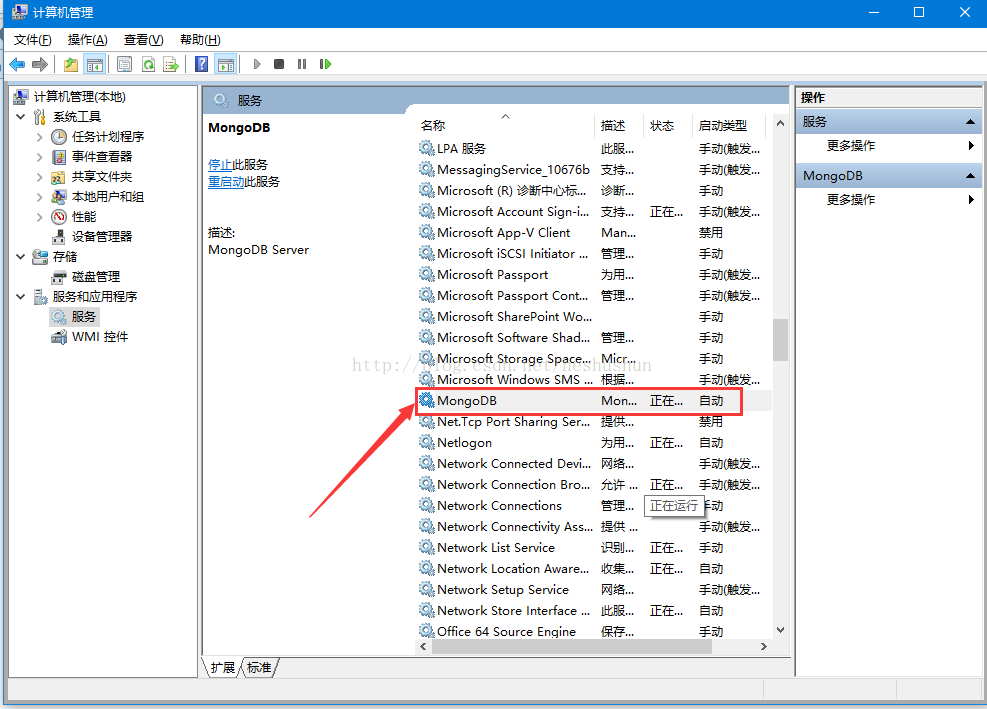 计算机管理
文件(F) 操作(A) 查看(V) 帮助(H)
计算机管理(本地)
系统工具
任务计划程序
事件查看器
共享文件夹
本地用户和组
性能
设备管理器
存储
磁盘管理
服务和应用程序
服务
WMI 控件
服务
MongoDB
停止此服务
重启动此服务
描述:
MongoDB Server
名称 描述 状态 启动类型
LPA 服务 此服... 手动(触发...
MessagingService_10676b 支持... 手动(触发...
Microsoft (R) 诊断中心标... 诊断... 手动
Microsoft Account Sign-i... 支持... 正在... 手动(触发...
Microsoft App-V Client Man... 禁用
Microsoft iSCSI Initiator ... 管理... 手动
Microsoft Passport 为用... 手动(触发...
Microsoft Passport Cont... 管理... 手动(触发...
Microsoft SharePoint Wo... 手动
Microsoft Software Shad... 管理... 手动
Microsoft Storage Space... Micr... 手动
Microsoft Windows SMS ... 根据... 手动(触发...
MongoDB Mon... 正在... 自动
Net.Tcp Port Sharing Ser... 提供... 禁用
Netlogon 为用... 正在... 自动
Network Connected Devi... 网络... 手动(触发...
Network Connection Bro... 允许 ... 正在... 手动(触发...
Network Connections 管理... 手动
正在运行
Network Connectivity Ass... 提供 ... 手动(触发...
Network List Service 识别... 正在... 手动
Network Location Aware... 收集... 正在... 自动
Network Setup Service 网络... 手动(触发...
Network Store Interface ... 此服... 正在... 自动
Office 64 Source Engine 保存... 手动
扩展 标准
操作
服务
更多操作
MongoDB
更多操作
http://blog.csdn.net/heshushun